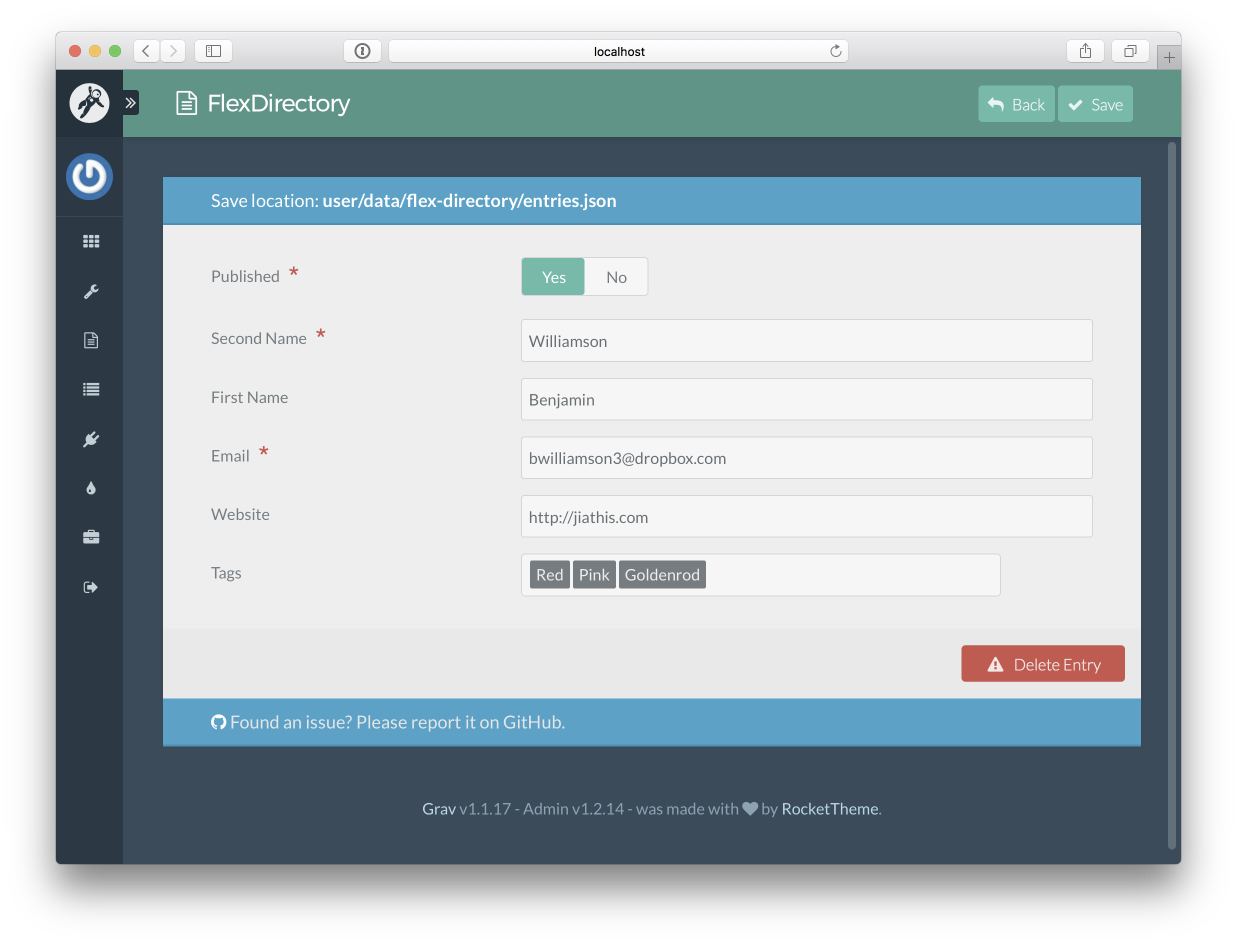 localhost
FlexDirectory
Back
Save
Save location: user/data/flex-directory/entries.json
Published *
Yes
No
Second Name *
Williamson
First Name
Benjamin
Email *
bwilliamson3@dropbox.com
Website
http://jiathis.com
Tags
Red
Pink
Goldenrod
Delete Entry
Found an issue? Please report it on GitHub.
Grav v1.1.17 - Admin v1.2.14 - was made with ♥ by RocketTheme.